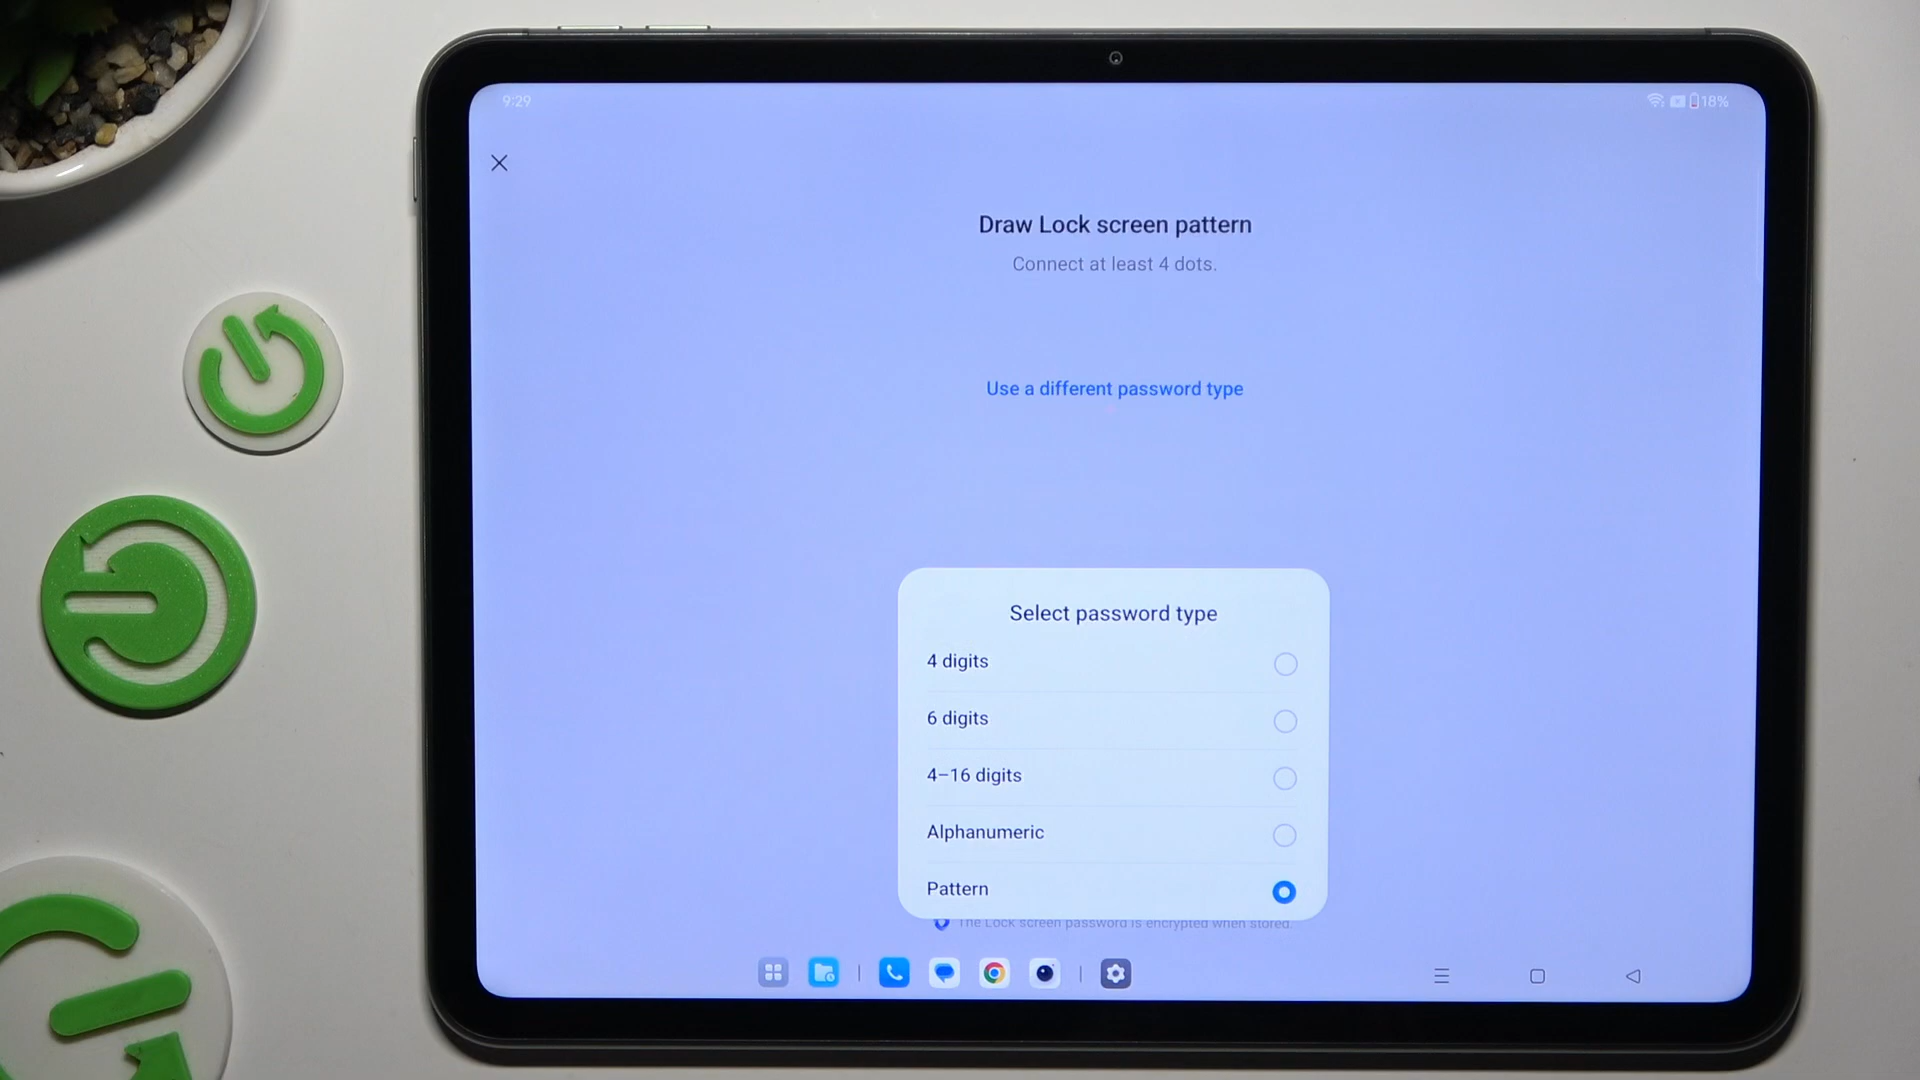 9:29
18%
Draw Lock screen pattern
Connect at least 4 dots.
Use a different password type
Select password type
4 digits
6 digits
4–16 digits
Alphanumeric
Pattern
The Lock screen password is encrypted when stored.